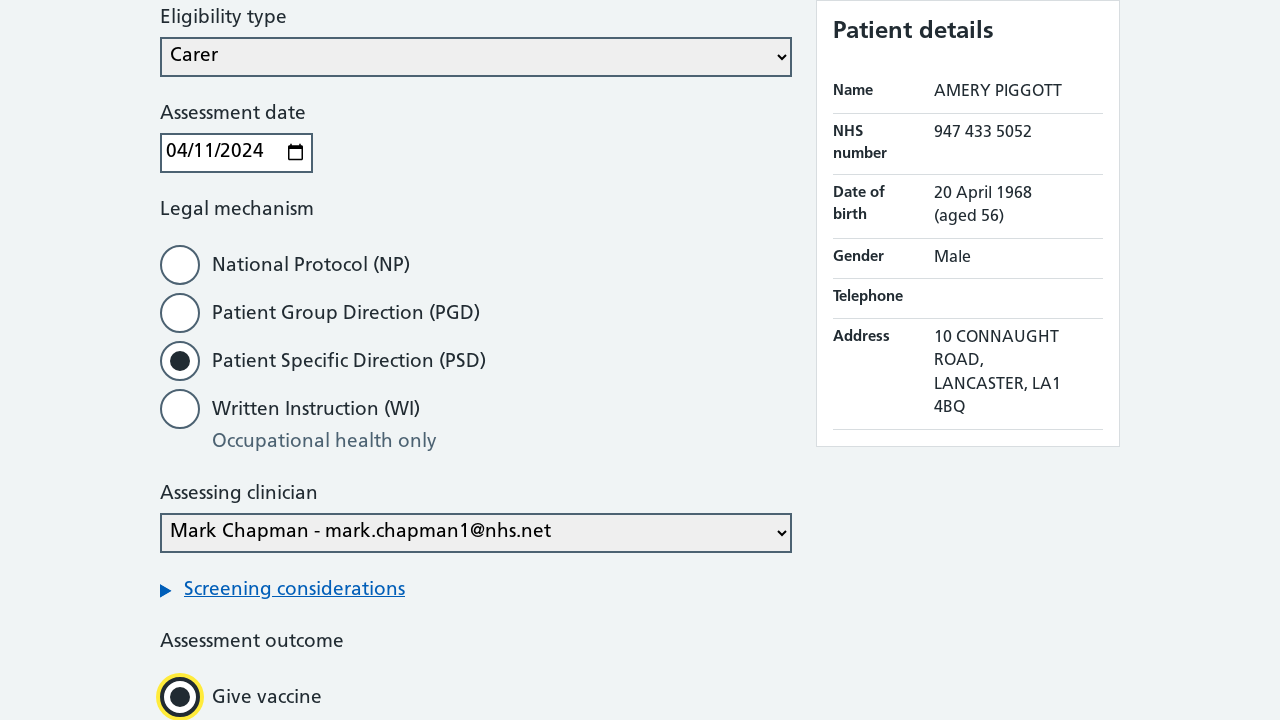 Eligibility type
Carer
Assessment date
04/11/2024
Legal mechanism
National Protocol (NP)
Patient Group Direction (PGD)
Patient Specific Direction (PSD)
Written Instruction (WI)
Occupational health only
Assessing clinician
Mark Chapman - mark.chapman1@nhs.net
Screening considerations
Assessment outcome
Give vaccine
Patient details
Name AMERY PIGGOTT
NHS number 947 433 5052
Date of birth 20 April 1968
(aged 56)
Gender Male
Telephone
Address 10 CONNAUGHT
ROAD,
LANCASTER, LA1
4BQ